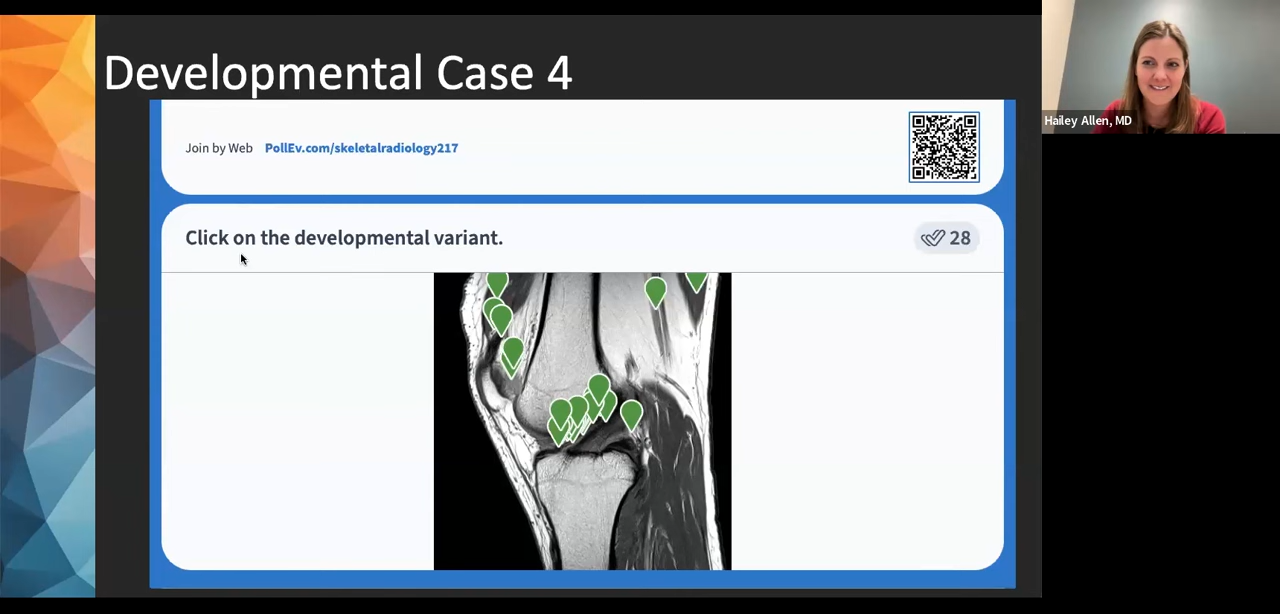 Developmental Case 4
Hailey Allen, MD
Join by Web PollEv.com/skeletalradiology217
Click on the developmental variant.
28